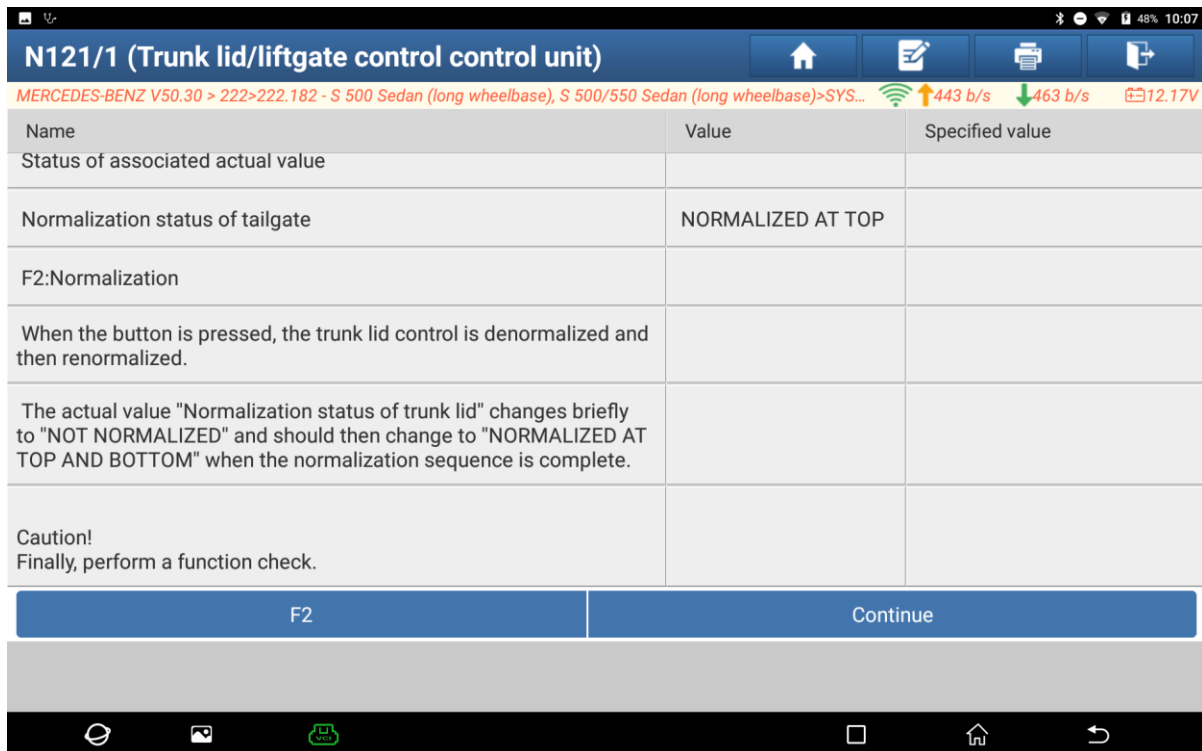 48% 10:07
N121/1 (Trunk lid/liftgate control control unit)
MERCEDES-BENZ V50.30 > 222>222.182 - S 500 Sedan (long wheelbase), S 500/550 Sedan (long wheelbase)>SYS... 443 b/s 463 b/s 12.17V
Name Value Specified value
Status of associated actual value
Normalization status of tailgate NORMALIZED AT TOP
F2:Normalization
When the button is pressed, the trunk lid control is denormalized and
then renormalized.
The actual value "Normalization status of trunk lid" changes briefly
to "NOT NORMALIZED" and should then change to "NORMALIZED AT
TOP AND BOTTOM" when the normalization sequence is complete.
Caution!
Finally, perform a function check.
F2 Continue
VCI